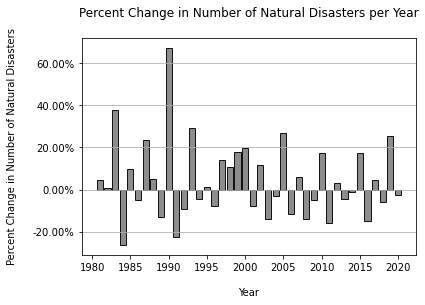 Percent Change in Number of Natural Disasters per Year
Percent Change in Number of Natural Disasters
60.00%
40.00%
20.00%
0.00%
-20.00%
1980 1985 1990 1995 2000 2005 2010 2015 2020
Year